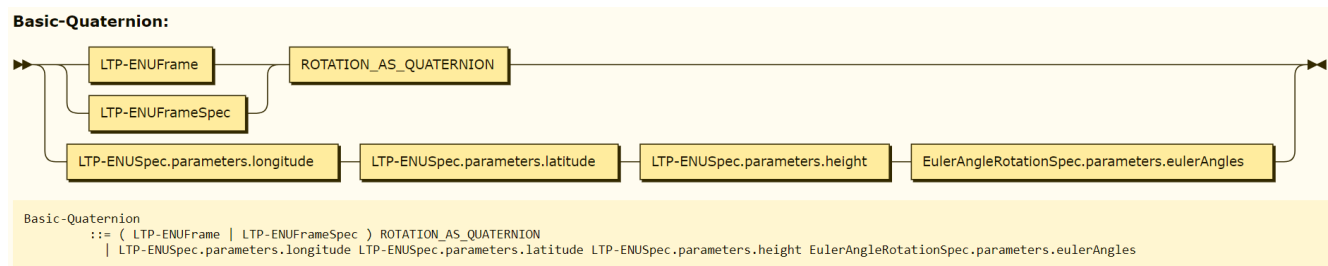 Basic-Quaternion:
LTP-ENUFrame ROTATION_AS_QUATERNION
LTP-ENUFrameSpec
LTP-ENUSpec.parameters.longitude LTP-ENUSpec.parameters.latitude LTP-ENUSpec.parameters.height EulerAngleRotationSpec.parameters.eulerAngles
Basic-Quaternion
::= ( LTP-ENUFrame | LTP-ENUFrameSpec ) ROTATION_AS_QUATERNION
| LTP-ENUSpec.parameters.longitude LTP-ENUSpec.parameters.latitude LTP-ENUSpec.parameters.height EulerAngleRotationSpec.parameters.eulerAngles